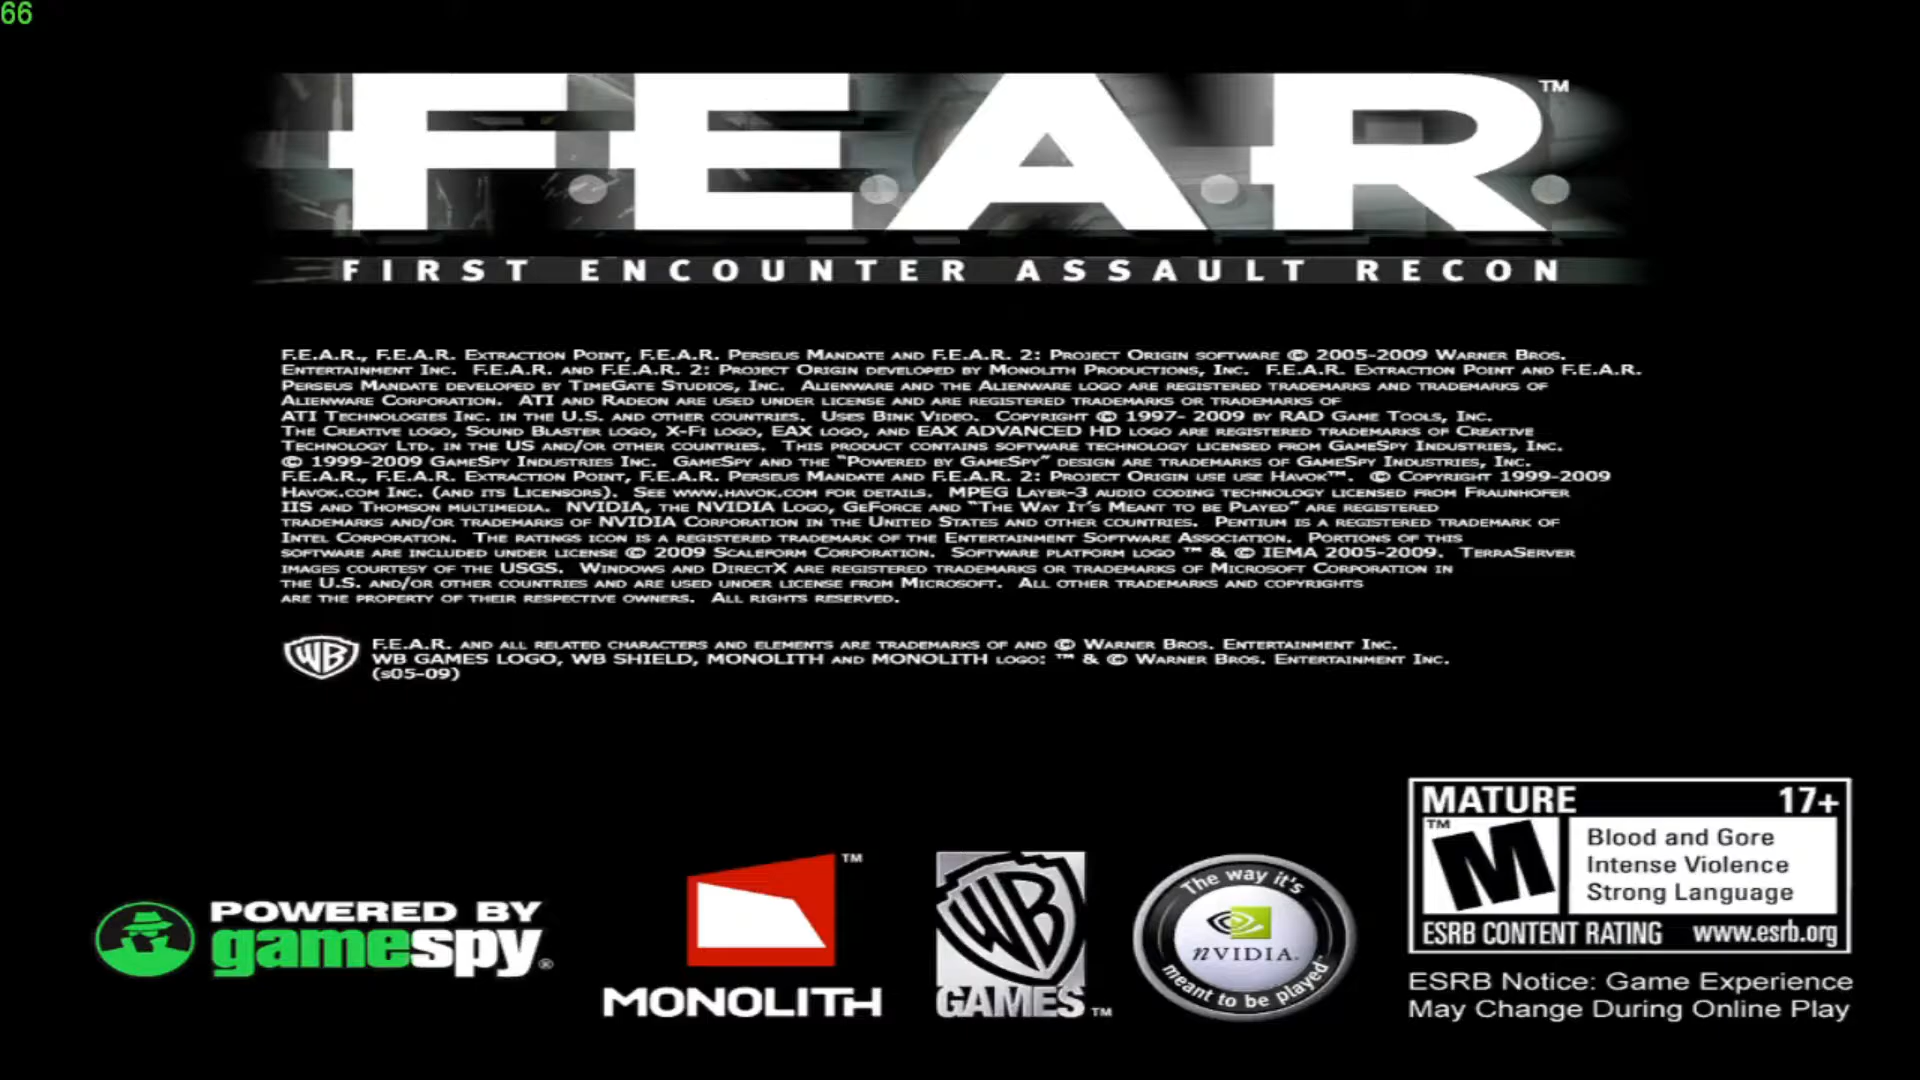 66
F.E.A.R.™
FIRST ENCOUNTER ASSAULT RECON
F.E.A.R., F.E.A.R. Extraction Point, F.E.A.R. Perseus Mandate and F.E.A.R. 2: Project Origin software © 2005-2009 Warner Bros.
Entertainment Inc.  F.E.A.R. and F.E.A.R. 2: Project Origin developed by Monolith Productions, Inc.  F.E.A.R. Extraction Point and F.E.A.R.
Perseus Mandate developed by TimeGate Studios, Inc.  Alienware and the Alienware logo are registered trademarks and trademarks of
Alienware Corporation.  ATI and Radeon are used under license and are registered trademarks or trademarks of
ATI Technologies Inc. in the U.S. and other countries.  Uses Bink Video.  Copyright © 1997- 2009 by RAD Game Tools, Inc.
The Creative logo, Sound Blaster logo, X-Fi logo, EAX logo, and EAX ADVANCED HD logo are registered trademarks of Creative
Technology Ltd. in the US and/or other countries.  This product contains software technology licensed from GameSpy Industries, Inc.
© 1999-2009 GameSpy Industries Inc.  GameSpy and the "Powered by GameSpy" design are trademarks of GameSpy Industries, Inc.
F.E.A.R., F.E.A.R. Extraction Point, F.E.A.R. Perseus Mandate and F.E.A.R. 2: Project Origin use use Havok™.  © Copyright 1999-2009
Havok.com Inc. (and its Licensors).  See www.havok.com for details.  MPEG Layer-3 audio coding technology licensed from Fraunhofer
IIS and Thomson multimedia.  NVIDIA, the NVIDIA Logo, GeForce and "The Way It's Meant to be Played" are registered
trademarks and/or trademarks of NVIDIA Corporation in the United States and other countries.  Pentium is a registered trademark of
Intel Corporation.  The ratings icon is a registered trademark of the Entertainment Software Association.  Portions of this
software are included under license © 2009 Scaleform Corporation.  Software platform logo ™ & © IEMA 2005-2009.  TerraServer
images courtesy of the USGS.  Windows and DirectX are registered trademarks or trademarks of Microsoft Corporation in
the U.S. and/or other countries and are used under license from Microsoft.  All other trademarks and copyrights
are the property of their respective owners.  All rights reserved.
WB
F.E.A.R. and all related characters and elements are trademarks of and © Warner Bros. Entertainment Inc.
WB GAMES LOGO, WB SHIELD, MONOLITH and MONOLITH logo: ™ & © Warner Bros. Entertainment Inc.
(s05-09)
POWERED BY
gamespy®
™
MONOLITH
WB
GAMES™
The way it's
nVIDIA.
meant to be played™
MATURE 17+
™ M
Blood and Gore
Intense Violence
Strong Language
ESRB CONTENT RATING www.esrb.org
ESRB Notice: Game Experience
May Change During Online Play